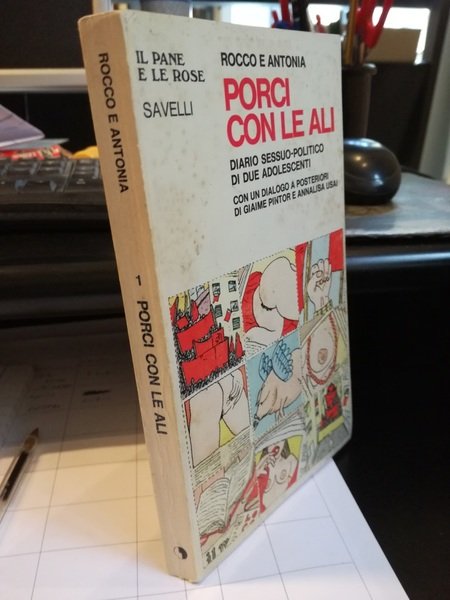 IL PANE
E LE ROSE
SAVELLI
ROCCO E ANTONIA
PORCI
CON LE ALI
DIARIO SESSUO-POLITICO
DI DUE ADOLESCENTI
CON UN DIALOGO A POSTERIORI
DI GIAIME PINTOR E ANNALISA USAI
ROCCO E ANTONIA
1 PORCI CON LE ALI